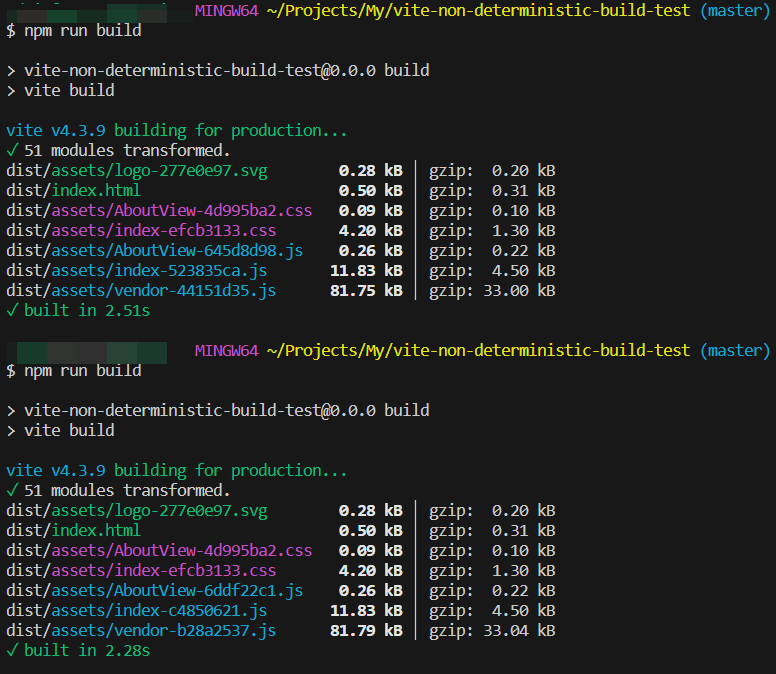 MINGW64 ~/Projects/My/vite-non-deterministic-build-test (master)
$ npm run build
> vite-non-deterministic-build-test@0.0.0 build
> vite build
vite v4.3.9 building for production...
✓ 51 modules transformed.
dist/assets/logo-277e0e97.svg 0.28 kB │ gzip: 0.20 kB
dist/index.html 0.50 kB │ gzip: 0.31 kB
dist/assets/AboutView-4d995ba2.css 0.09 kB │ gzip: 0.10 kB
dist/assets/index-efcb3133.css 4.20 kB │ gzip: 1.30 kB
dist/assets/AboutView-645d8d98.js 0.26 kB │ gzip: 0.22 kB
dist/assets/index-523835ca.js 11.83 kB │ gzip: 4.50 kB
dist/assets/vendor-44151d35.js 81.75 kB │ gzip: 33.00 kB
✓ built in 2.51s
MINGW64 ~/Projects/My/vite-non-deterministic-build-test (master)
$ npm run build
> vite-non-deterministic-build-test@0.0.0 build
> vite build
vite v4.3.9 building for production...
✓ 51 modules transformed.
dist/assets/logo-277e0e97.svg 0.28 kB │ gzip: 0.20 kB
dist/index.html 0.50 kB │ gzip: 0.31 kB
dist/assets/AboutView-4d995ba2.css 0.09 kB │ gzip: 0.10 kB
dist/assets/index-efcb3133.css 4.20 kB │ gzip: 1.30 kB
dist/assets/AboutView-6ddf22c1.js 0.26 kB │ gzip: 0.22 kB
dist/assets/index-c4850621.js 11.83 kB │ gzip: 4.50 kB
dist/assets/vendor-b28a2537.js 81.79 kB │ gzip: 33.04 kB
✓ built in 2.28s